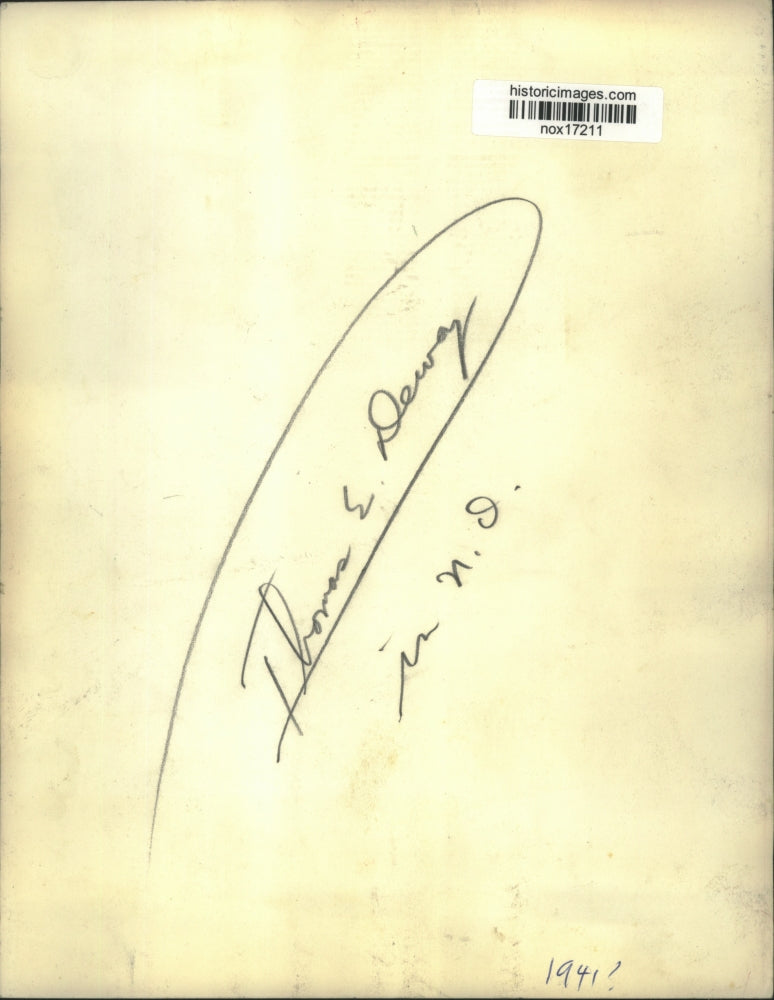 historicimages.com
nox17211
Thomas E. Dewey
in N.O.
1941?